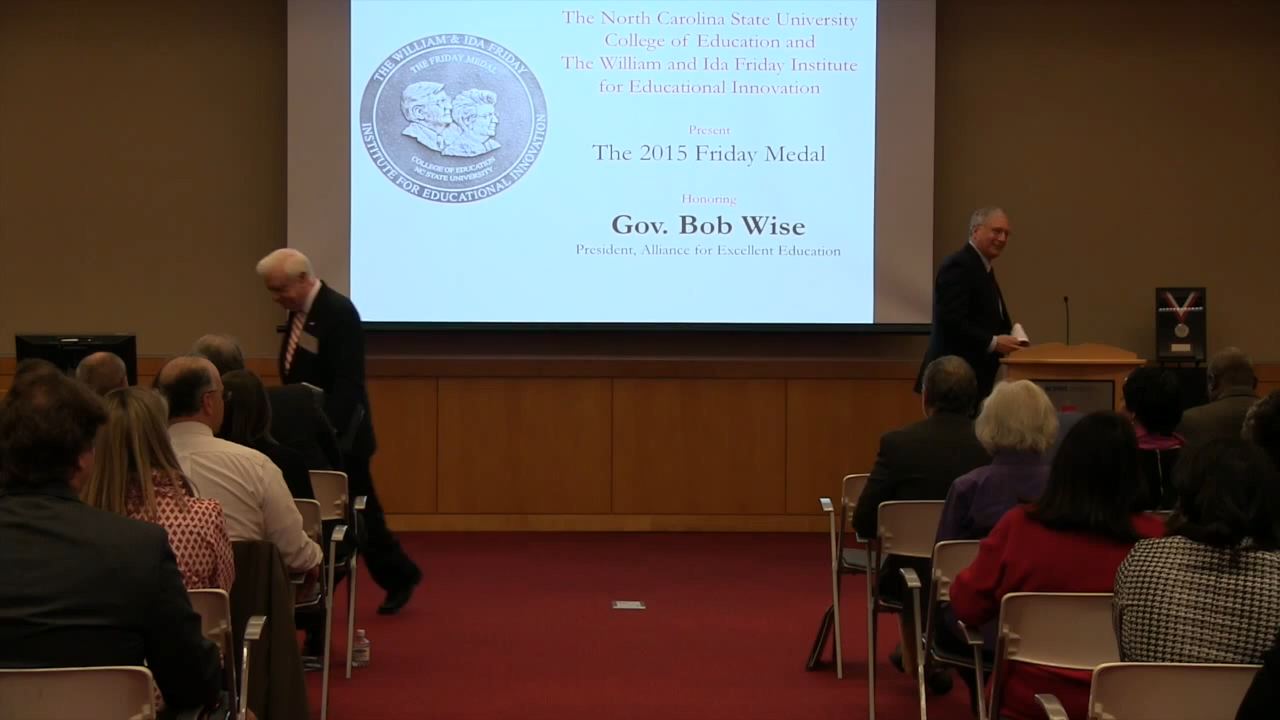 The North Carolina State University
College of Education and
The William and Ida Friday Institute
for Educational Innovation
Present
The 2015 Friday Medal
Honoring
Gov. Bob Wise
President, Alliance for Excellent Education
THE WILLIAM & IDA FRIDAY
INSTITUTE FOR EDUCATIONAL INNOVATION
THE FRIDAY MEDAL
COLLEGE OF EDUCATION
NC STATE UNIVERSITY